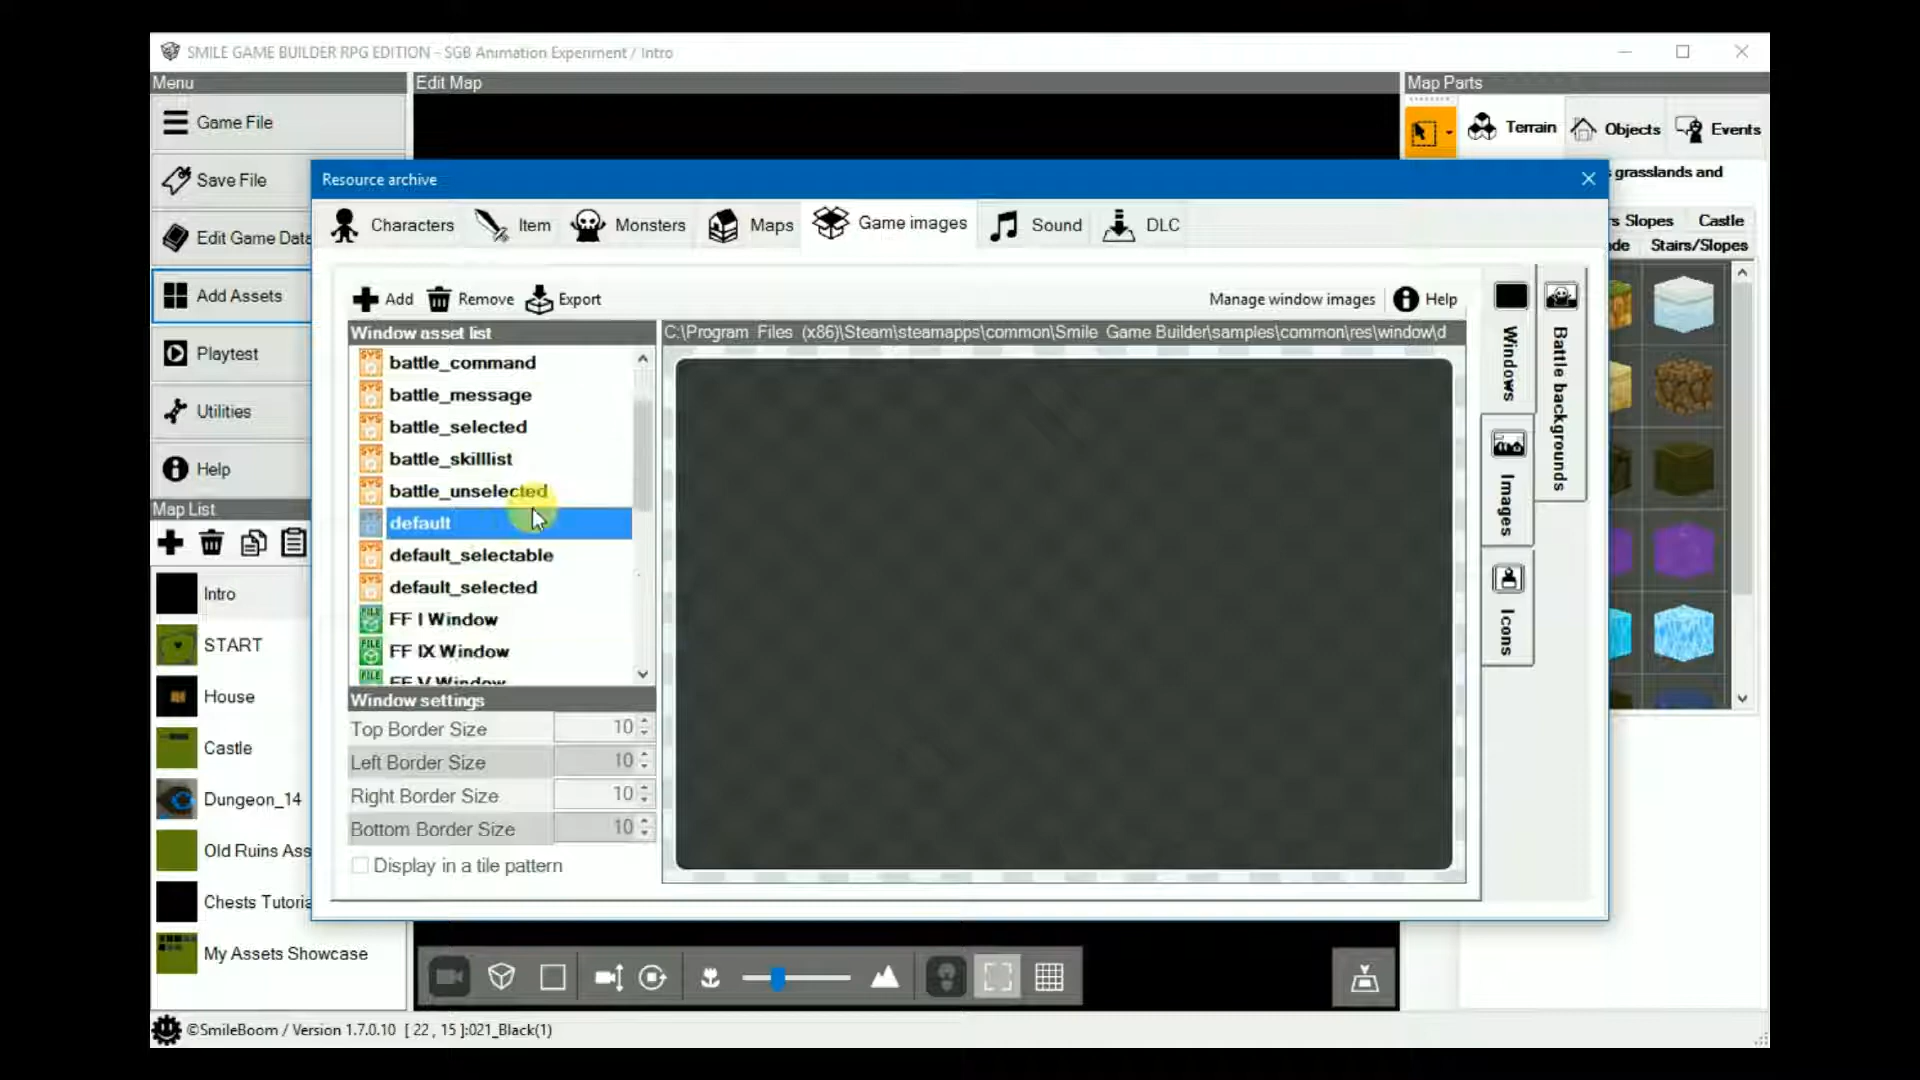 SMILE GAME BUILDER RPG EDITION - SGB Animation Experiment / Intro
Menu
Edit Map
Map Parts
Game File
Save File
Edit Game Data
Add Assets
Playtest
Utilities
Help
Map List
Intro
START
House
Castle
Dungeon_14
Old Ruins Ass
Chests Tutoria
My Assets Showcase
Terrain
Objects
Events
grasslands and
Slopes
Castle
Stairs/Slopes
Resource archive
Characters
Item
Monsters
Maps
Game images
Sound
DLC
Add
Remove
Export
Manage window images
Help
Window asset list
C:\Program Files (x86)\Steam\steamapps\common\Smile Game Builder\samples\common\res\window\d
battle_command
battle_message
battle_selected
battle_skilllist
battle_unselected
default
default_selectable
default_selected
FF I Window
FF IX Window
FF V Window
Window settings
Top Border Size 10
Left Border Size 10
Right Border Size 10
Bottom Border Size 10
Display in a tile pattern
Windows
Images
Icons
Battle backgrounds
©SmileBoom / Version 1.7.0.10 [ 22 , 15 ]:021_Black(1)